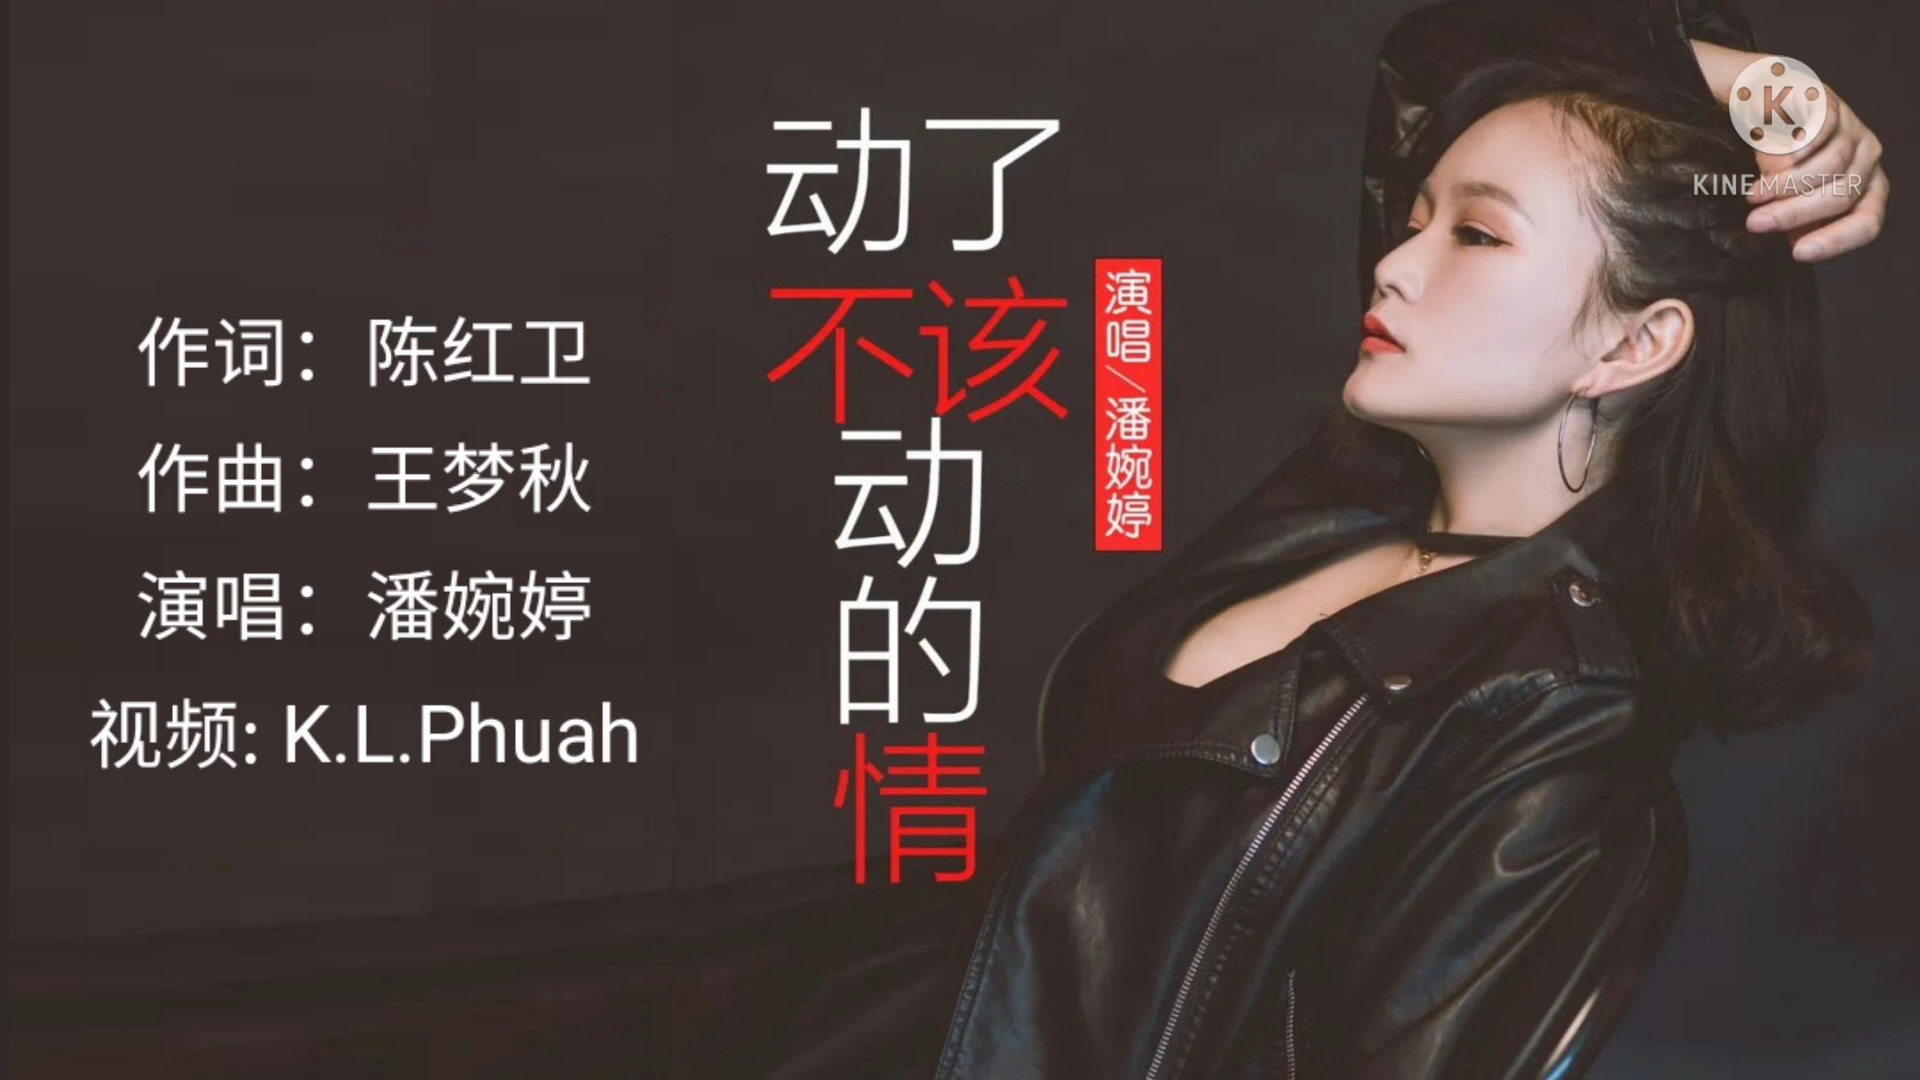 作词：陈红卫
作曲：王梦秋
演唱：潘婉婷
视频: K.L.Phuah
动了
不该
动
的
情
演唱/潘婉婷
K
KINEMASTER